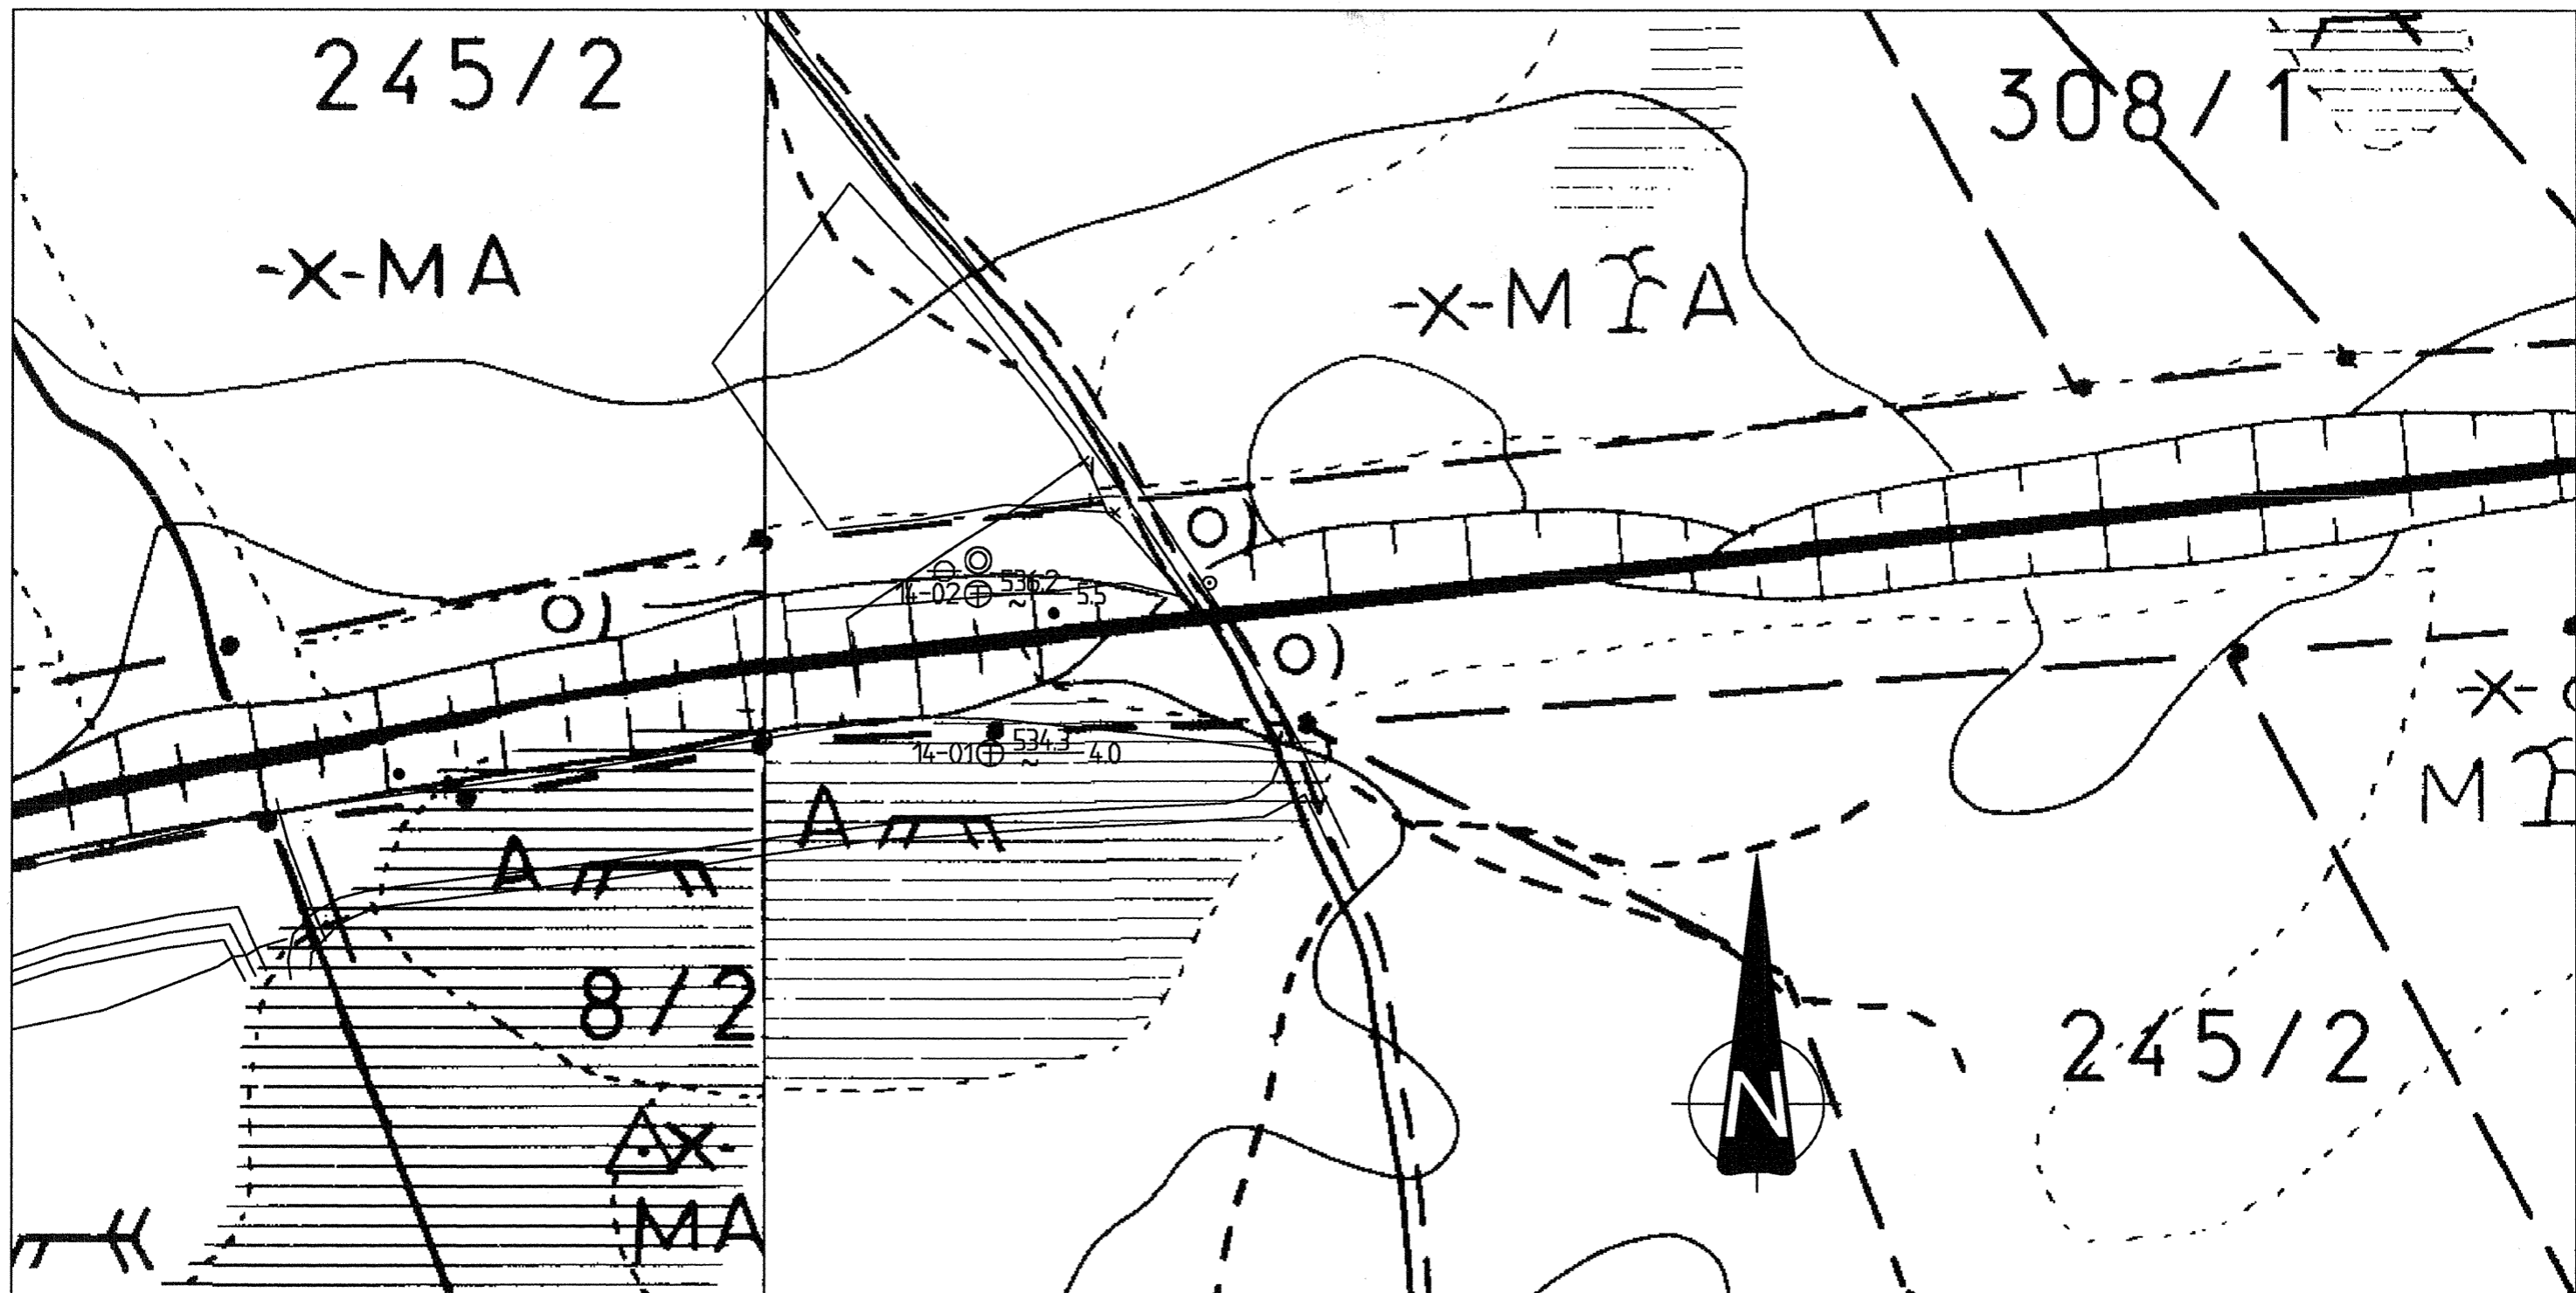 245/2
308/1
-x-MA
-x-M A
14-02 536.2 5.5
14-01 534.3 4.0
A
A
M
8/2
245/2
N
x-
MA